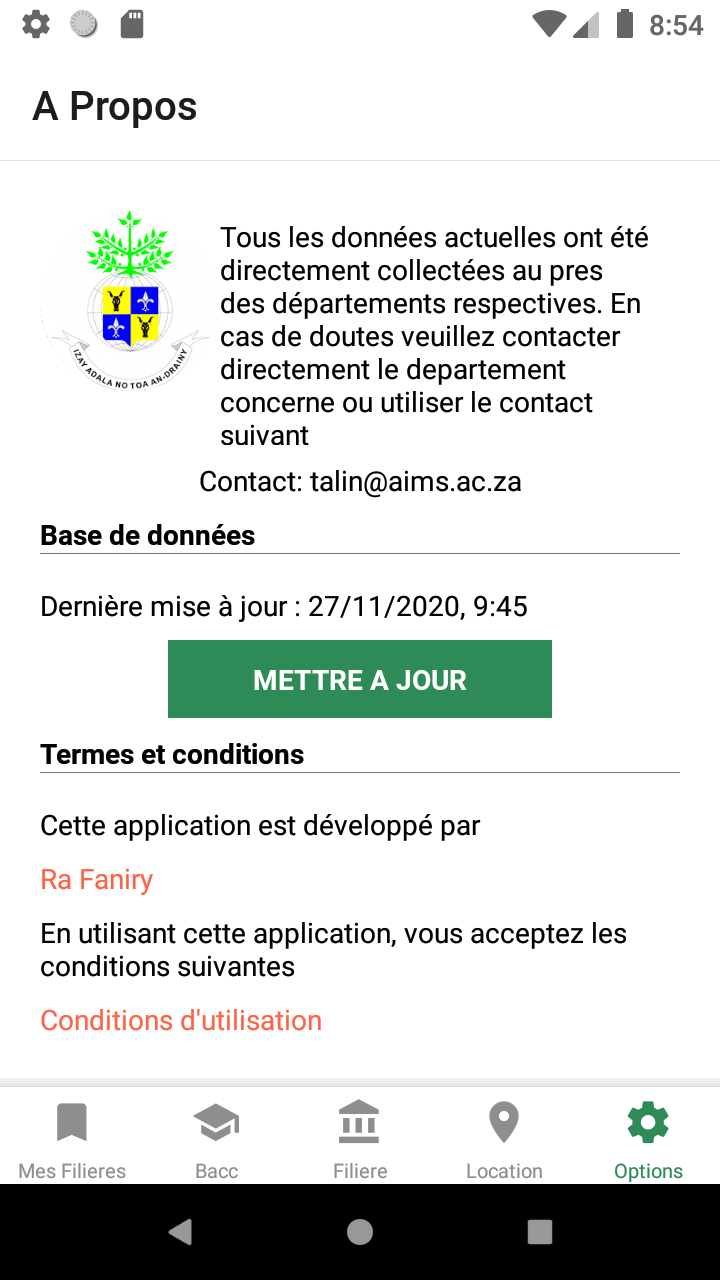 8:54
A Propos
IZAY ADALA NO TOA AN-DRAINY
Tous les données actuelles ont été
directement collectées au pres
des départements respectives. En
cas de doutes veuillez contacter
directement le departement
concerne ou utiliser le contact
suivant
Contact: talin@aims.ac.za
Base de données
Dernière mise à jour : 27/11/2020, 9:45
METTRE A JOUR
Termes et conditions
Cette application est développé par
Ra Faniry
En utilisant cette application, vous acceptez les
conditions suivantes
Conditions d'utilisation
Mes Filieres
Bacc
Filiere
Location
Options